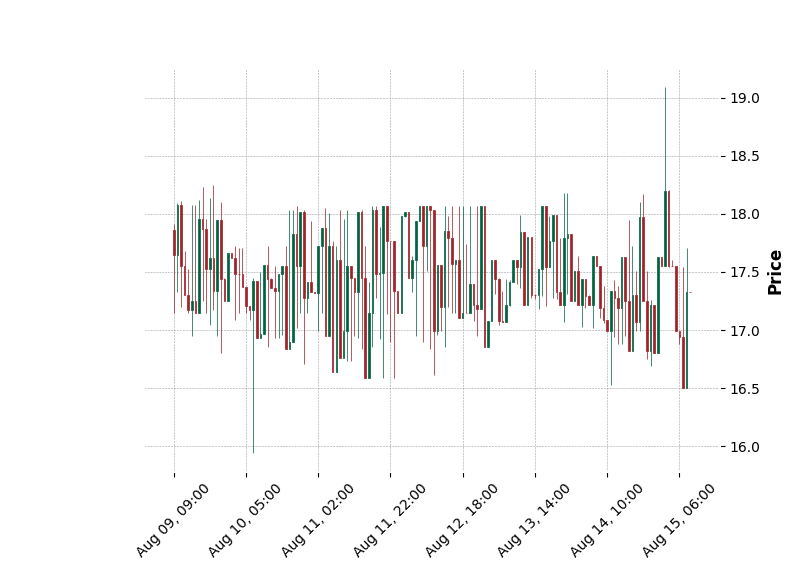 19.0
18.5
18.0
17.5
17.0
16.5
16.0
Price
Aug 09, 09:00
Aug 10, 05:00
Aug 11, 02:00
Aug 11, 22:00
Aug 12, 18:00
Aug 13, 14:00
Aug 14, 10:00
Aug 15, 06:00